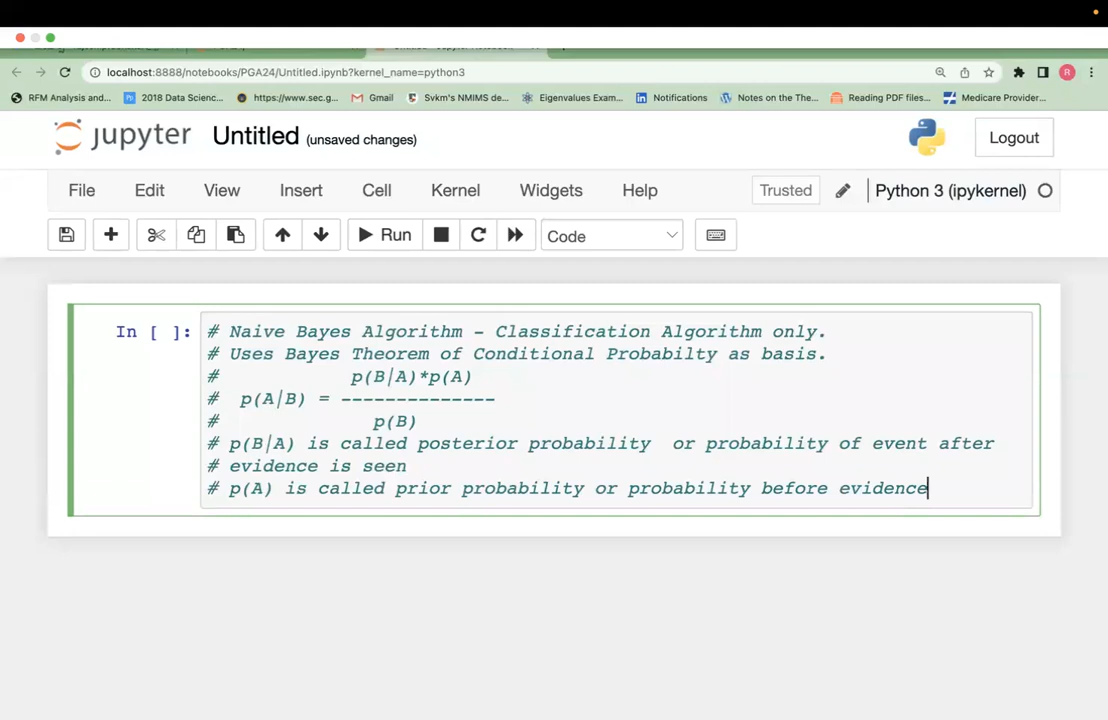 localhost:8888/notebooks/PGA24/Untitled.ipynb?kernel_name=python3
RFM Analysis and... 2018 Data Scienc... https://www.sec.g... Gmail Svkm's NMIMS de... Eigenvalues Exam... Notifications Notes on the The... Reading PDF files... Medicare Provider...
jupyter Untitled (unsaved changes) Logout
File Edit View Insert Cell Kernel Widgets Help Trusted Python 3 (ipykernel)
Run Code
In [ ]: # Naive Bayes Algorithm - Classification Algorithm only.
# Uses Bayes Theorem of Conditional Probabilty as basis.
# p(B|A)*p(A)
# p(A|B) = --------------
# p(B)
# p(B|A) is called posterior probability or probability of event after
# evidence is seen
# p(A) is called prior probability or probability before evidence